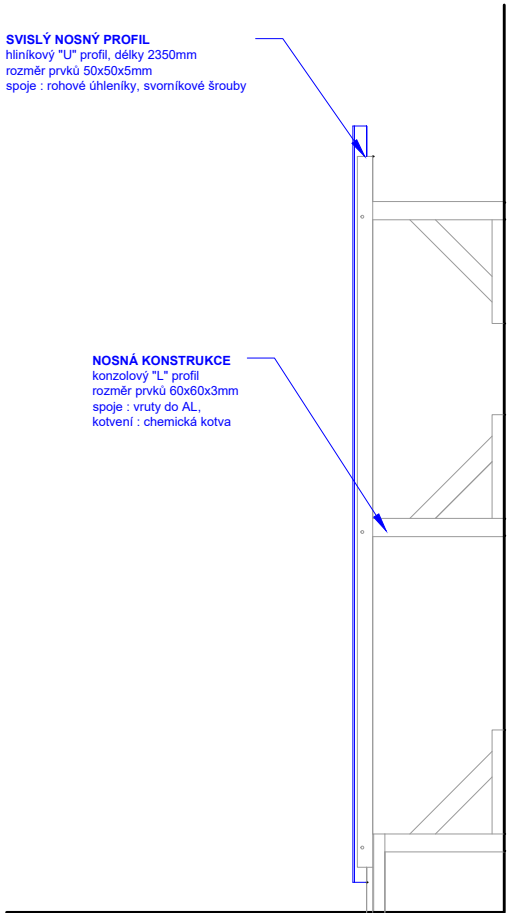 SVISLÝ NOSNÝ PROFIL
hliníkový "U" profil, délky 2350mm
rozměr prvků 50x50x5mm
spoje : rohové úhleníky, svorníkové šrouby
NOSNÁ KONSTRUKCE
konzolový "L" profil
rozměr prvků 60x60x3mm
spoje : vruty do AL,
kotvení : chemická kotva